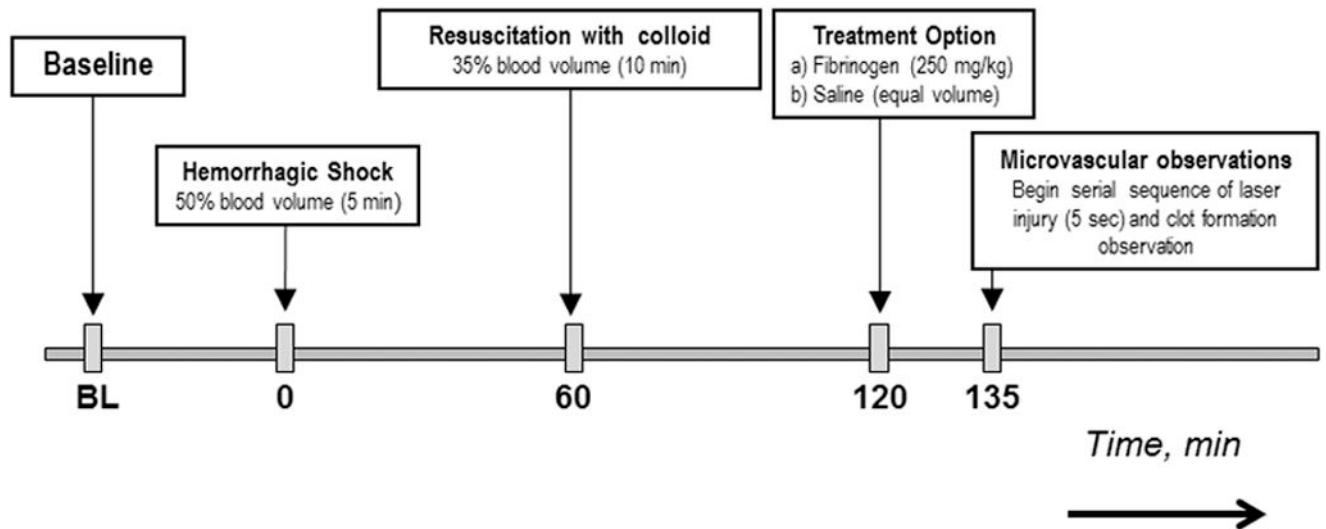 Baseline
Hemorrhagic Shock
50% blood volume (5 min)
Resuscitation with colloid
35% blood volume (10 min)
Treatment Option
a) Fibrinogen (250 mg/kg)
b) Saline (equal volume)
Microvascular observations
Begin serial sequence of laser
injury (5 sec) and clot formation
observation
BL 0 60 120 135
Time, min